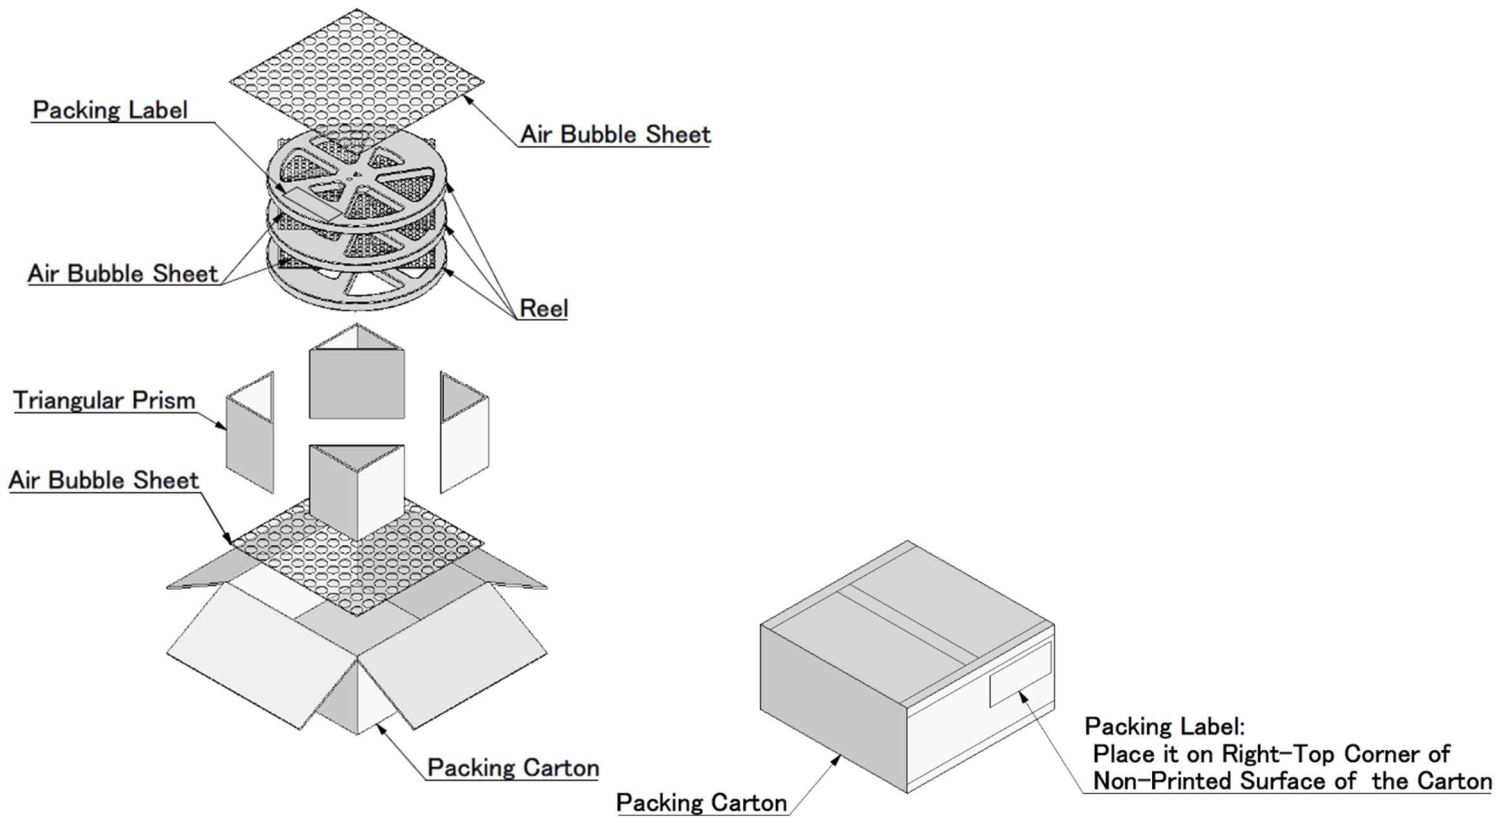 Packing Label
Air Bubble Sheet
Air Bubble Sheet
Reel
Triangular Prism
Air Bubble Sheet
Packing Carton
Packing Label:
Place it on Right-Top Corner of
Non-Printed Surface of the Carton
Packing Carton